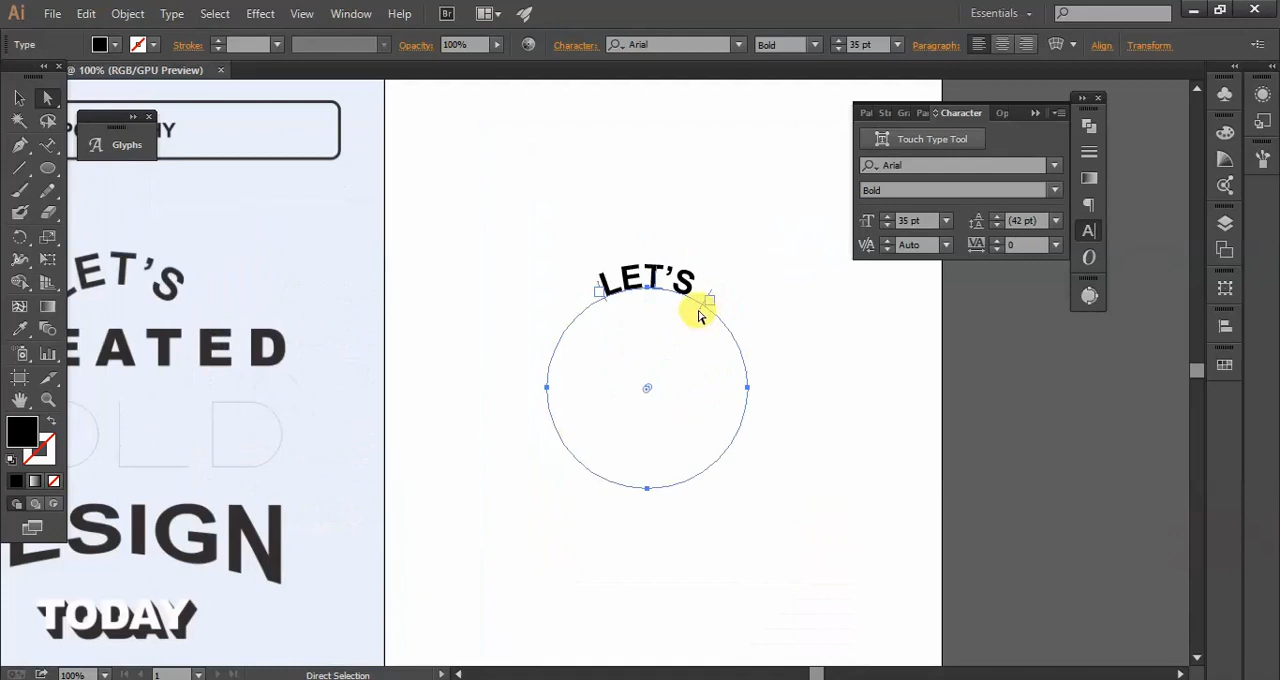 Ai File Edit Object Type Select Effect View Window Help Br Essentials
Type Stroke: Opacity: 100% Character: Arial Bold 35 pt Paragraph: Align Transform
@ 100% (RGB/GPU Preview)
Glyphs
Character
Touch Type Tool
Arial
Bold
35 pt (42 pt)
Auto 0
LET’S
LET’S
EATED
OLD
ESIGN
TODAY
100% 1 Direct Selection